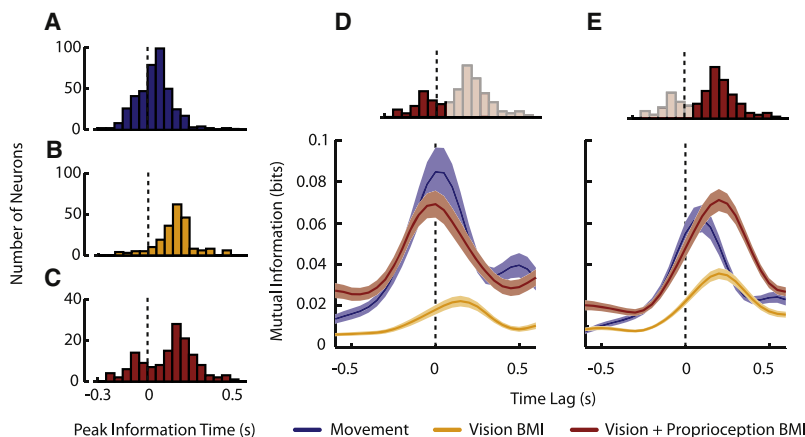 A
100
50
0
B
100
50
0
C
40
20
0
-0.3
0
0.5
Number of Neurons
Peak Information Time (s)
D
0.1
0.08
0.06
0.04
0.02
0
Mutual Information (bits)
-0.5
0
0.5
E
-0.5
0
0.5
Time Lag (s)
Movement
Vision BMI
Vision + Proprioception BMI